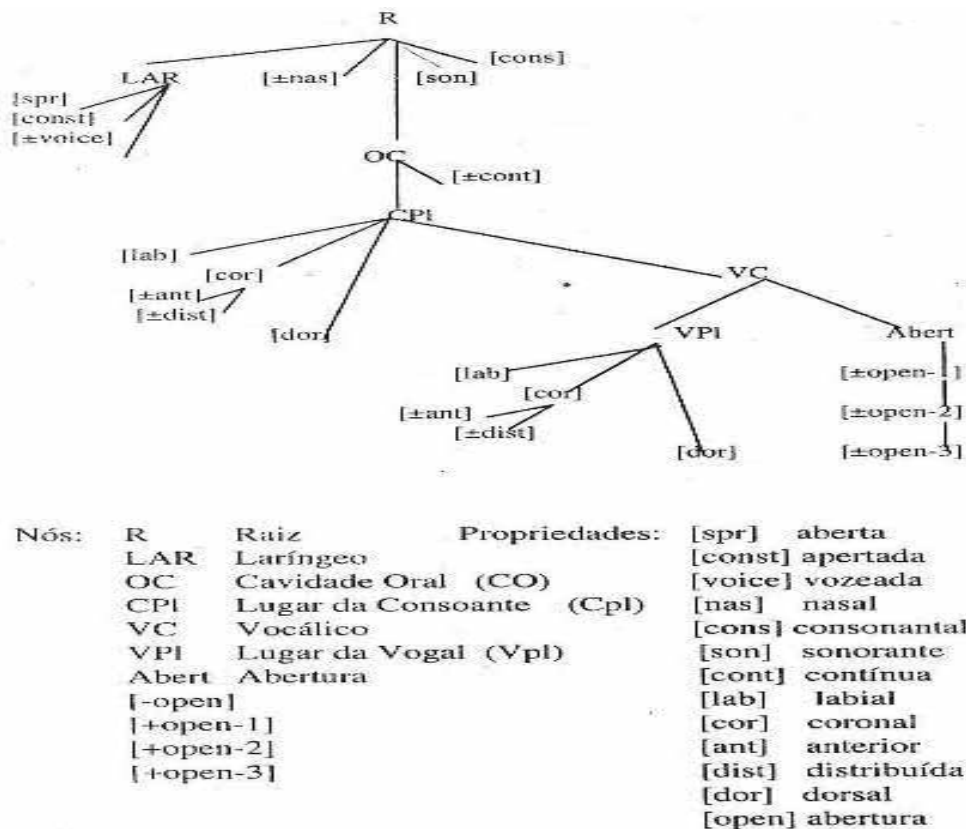 R
[cons]
LAR [±nas] [son]
[spr]
[const]
[±voice]
OC
[±cont]
CPl
[lab]
[cor] VC
[±ant]
[±dist]
[dor] VPl Abert
[lab] [±open-1]
[cor]
[±ant] [±open-2]
[±dist]
[dor] [±open-3]
Nós: R Raiz Propriedades: [spr] aberta
LAR Laríngeo [const] apertada
OC Cavidade Oral (CO) [voice] vozeada
CPl Lugar da Consoante (Cpl) [nas] nasal
VC Vocálico [cons] consonantal
VPl Lugar da Vogal (Vpl) [son] sonorante
Abert Abertura [cont] contínua
[-open] [lab] labial
[+open-1] [cor] coronal
[+open-2] [ant] anterior
[+open-3] [dist] distribuída
[dor] dorsal
[open] abertura